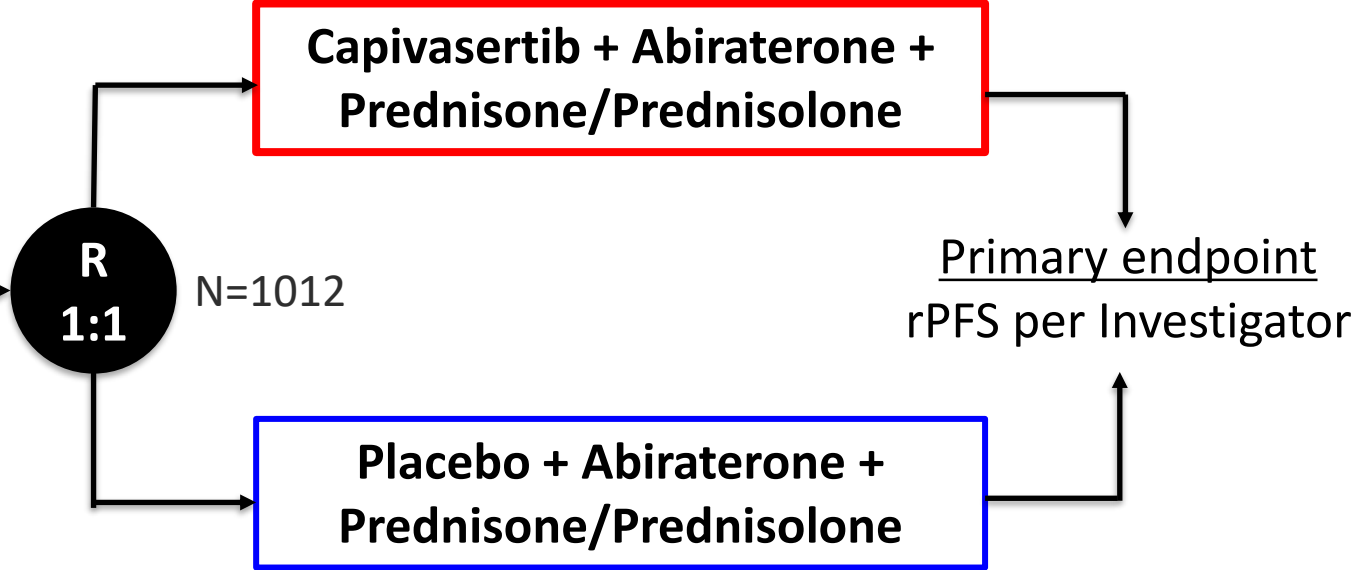 Capivasertib + Abiraterone +
Prednisone/Prednisolone
R
1:1
N=1012
Primary endpoint
rPFS per Investigator
Placebo + Abiraterone +
Prednisone/Prednisolone